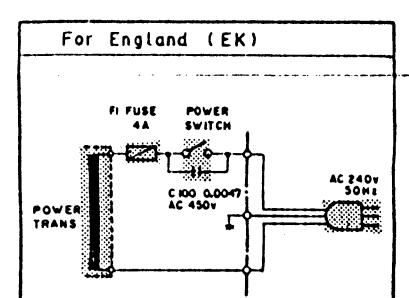 For England (EK)
F1 FUSE
4A
POWER
SWITCH
C100 0.0047
AC 450V
AC 240V
50Hz
POWER
TRANS